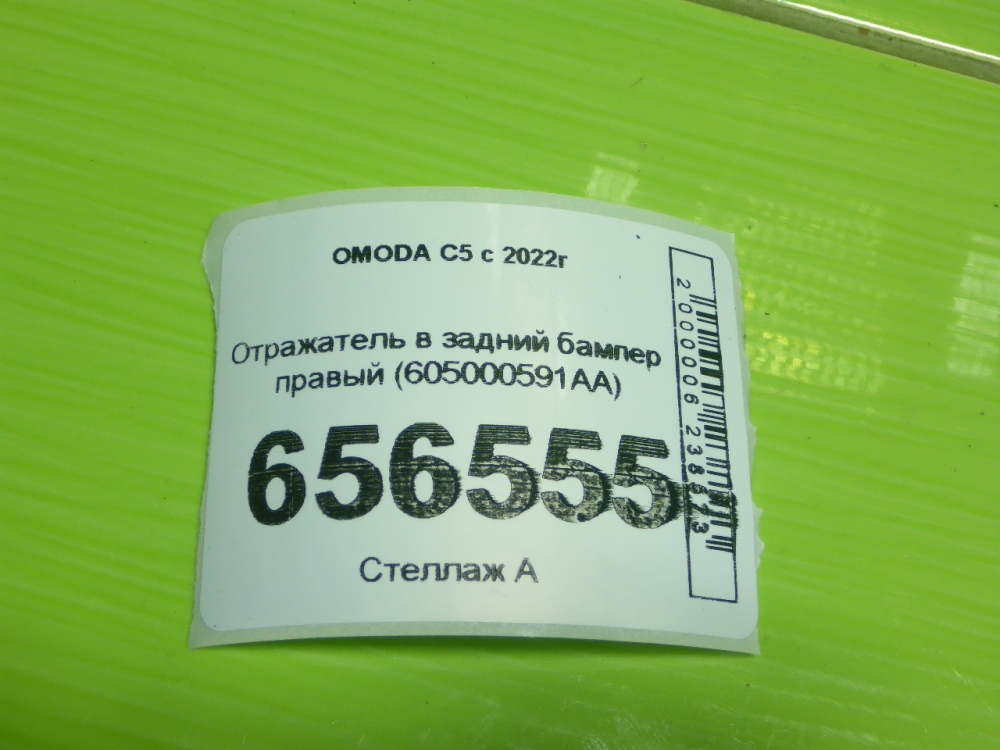 OMODA C5 с 2022г
Отражатель в задний бампер
правый (605000591AA)
656555
Стеллаж А